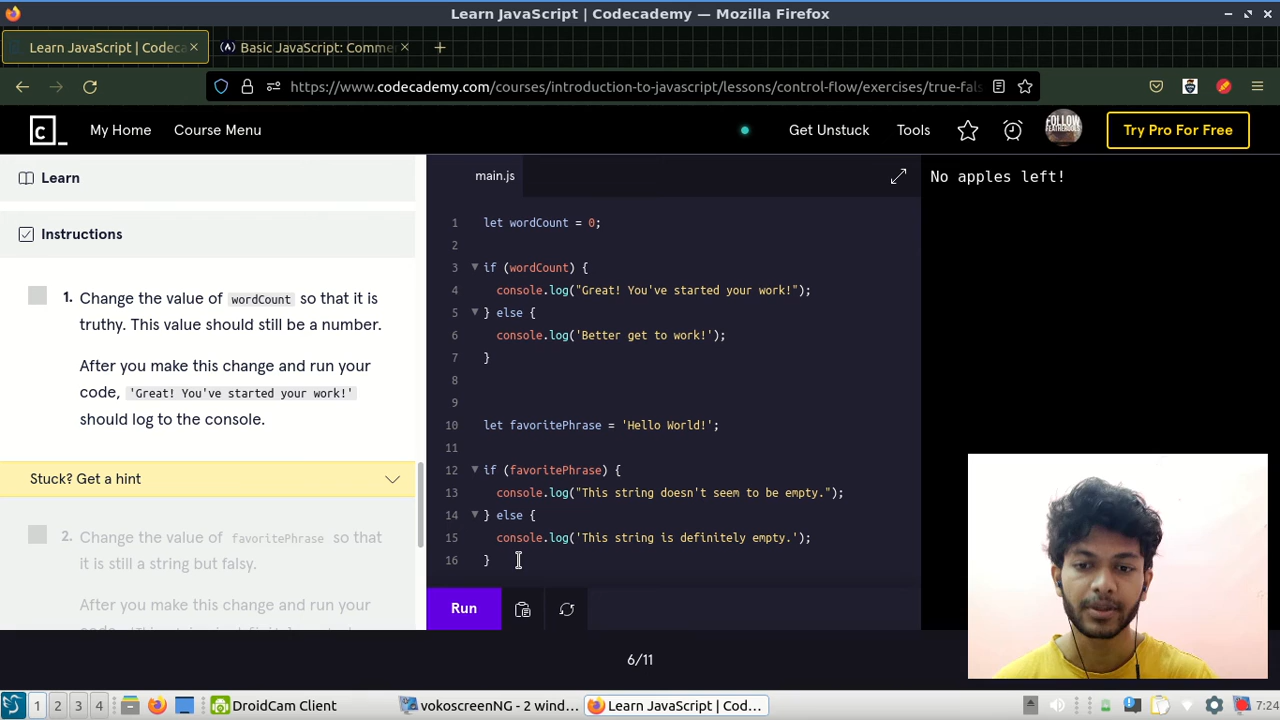 Learn JavaScript | Codecademy — Mozilla Firefox
Learn JavaScript | Codeca
Basic JavaScript: Comme
https://www.codecademy.com/courses/introduction-to-javascript/lessons/control-flow/exercises/true-fals
My Home
Course Menu
Get Unstuck
Tools
FOLLOW
Try Pro For Free
Learn
Instructions
1. Change the value of wordCount so that it is
truthy. This value should still be a number.
After you make this change and run your
code, 'Great! You've started your work!'
should log to the console.
Stuck? Get a hint
2. Change the value of favoritePhrase so that
it is still a string but falsy.
After you make this change and run your
main.js
1 let wordCount = 0;
2
3 if (wordCount) {
4 console.log("Great! You've started your work!");
5 } else {
6 console.log('Better get to work!');
7 }
8
9
10 let favoritePhrase = 'Hello World!';
11
12 if (favoritePhrase) {
13 console.log("This string doesn't seem to be empty.");
14 } else {
15 console.log('This string is definitely empty.');
16 }
Run
No apples left!
6/11
1
2
3
4
DroidCam Client
vokoscreenNG - 2 wind...
Learn JavaScript | Cod...
7:24